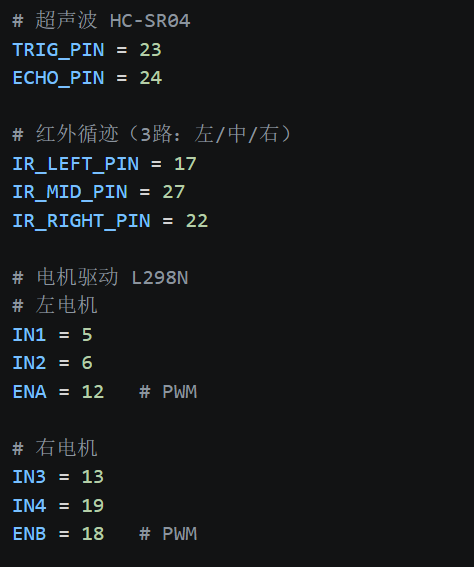 # 超声波 HC-SR04
TRIG_PIN = 23
ECHO_PIN = 24
# 红外循迹（3路：左/中/右）
IR_LEFT_PIN = 17
IR_MID_PIN = 27
IR_RIGHT_PIN = 22
# 电机驱动 L298N
# 左电机
IN1 = 5
IN2 = 6
ENA = 12   # PWM
# 右电机
IN3 = 13
IN4 = 19
ENB = 18   # PWM